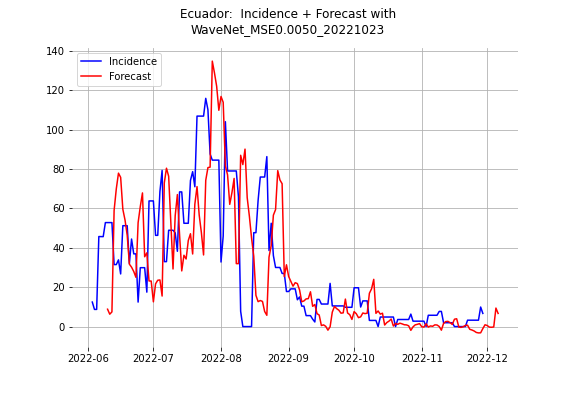 Ecuador:  Incidence + Forecast with
WaveNet_MSE0.0050_20221023
Incidence
Forecast
140
120
100
80
60
40
20
0
2022-06 2022-07 2022-08 2022-09 2022-10 2022-11 2022-12